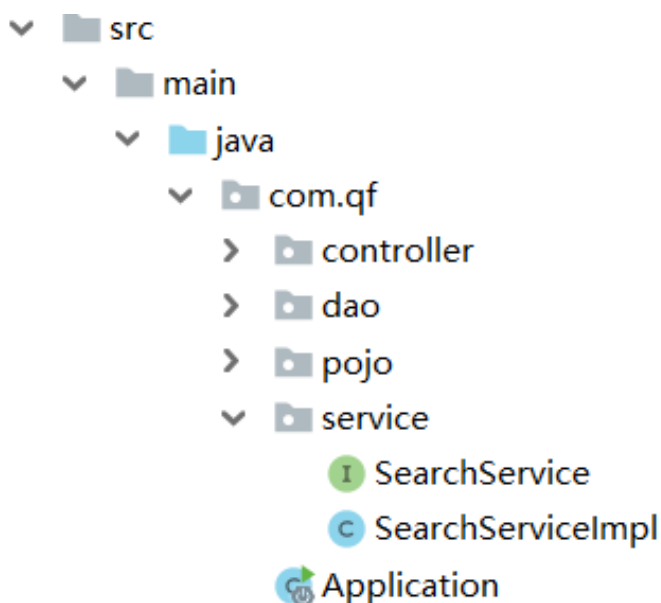 src
main
java
com.qf
controller
dao
pojo
service
I SearchService
C SearchServiceImpl
Application